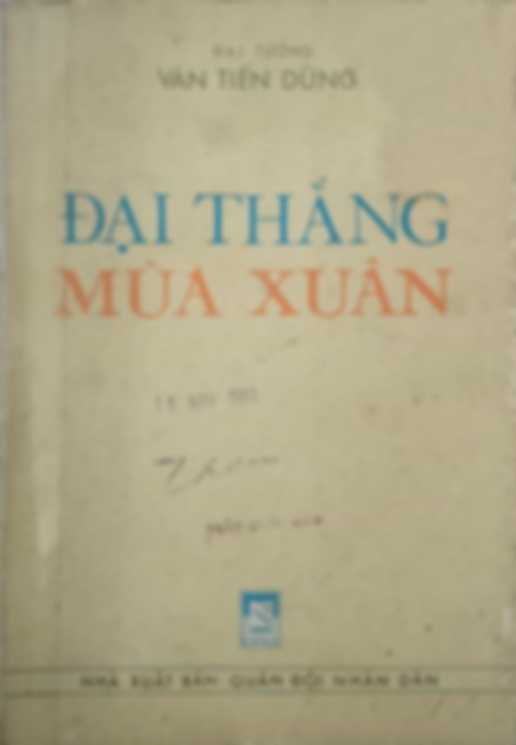 ĐẠI TƯỚNG
VĂN TIẾN DŨNG
ĐẠI THẮNG
MÙA XUÂN
NHÀ XUẤT BẢN QUÂN ĐỘI NHÂN DÂN